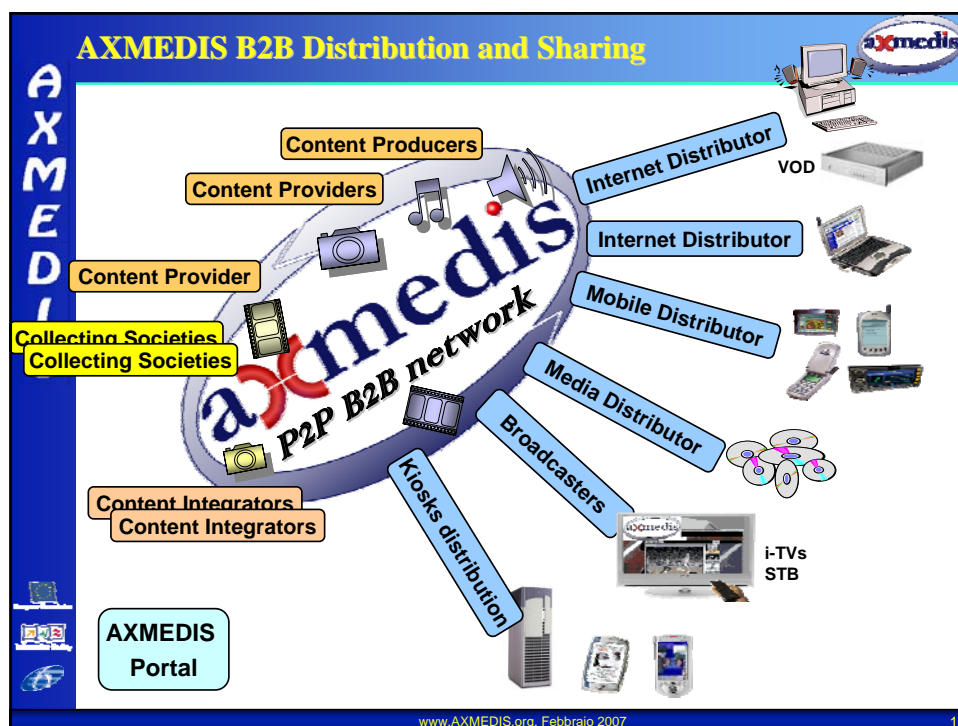 AXMEDIS B2B Distribution and Sharing
axmedis
AXMEDI
Content Producers
Content Providers
Content Provider
Collecting Societies
Collecting Societies
axmedis
P2P B2B network
Content Integrators
Content Integrators
Internet Distributor
VOD
Internet Distributor
Mobile Distributor
Media Distributor
Broadcasters
Kiosks distribution
axmedis
i-TVs
STB
AXMEDIS
Portal
www.AXMEDIS.org, Febbraio 2007
1